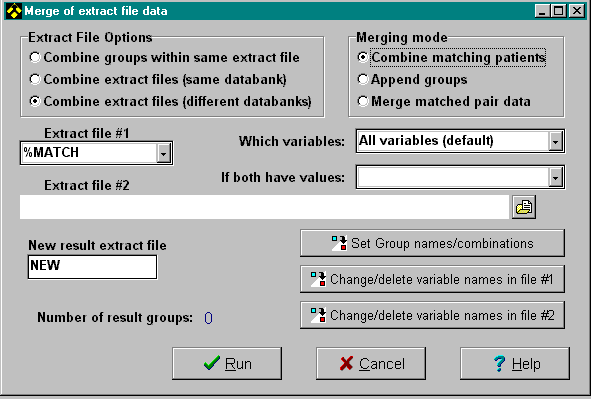 Merge of extract file data
Extract File Options
Combine groups within same extract file
Combine extract files (same databank)
Combine extract files (different databanks)
Merging mode
Combine matching patients
Append groups
Merge matched pair data
Extract file #1
%MATCH
Which variables:
All variables (default)
If both have values:
Extract file #2
New result extract file
NEW
Set Group names/combinations
Change/delete variable names in file #1
Change/delete variable names in file #2
Number of result groups: 0
Run
Cancel
? Help